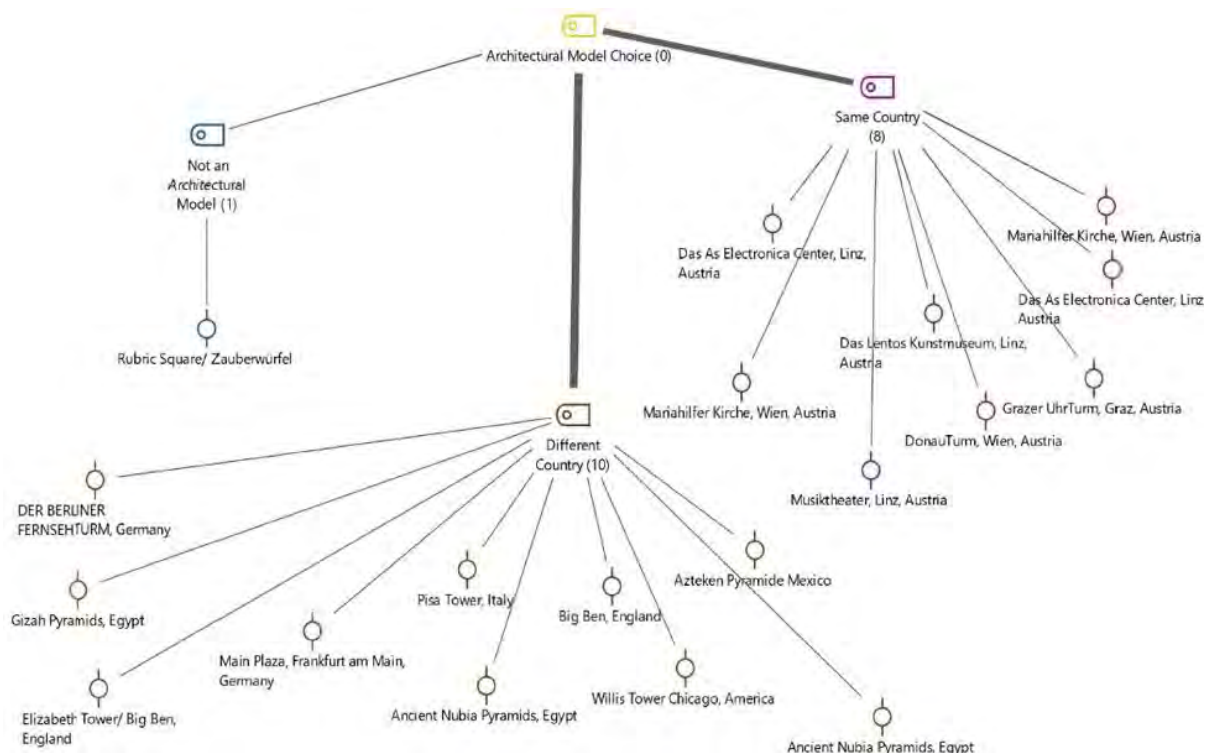 Architectural Model Choice (0)
Same Country
(8)
Not an
Architectural
Model (1)
Mariahilfer Kirche, Wien, Austria
Das As Electronica Center, Linz,
Austria
Das As Electronica Center, Linz
Austria
Das Lentos Kunstmuseum, Linz,
Austria
Rubric Square/ Zauberwürfel
Mariahilfer Kirche, Wien, Austria
Grazer UhrTurm, Graz, Austria
DonauTurm, Wien, Austria
Different
Country (10)
Musiktheater, Linz, Austria
DER BERLINER
FERNSEHTURM, Germany
Azteken Pyramide Mexico
Pisa Tower, Italy
Big Ben, England
Gizah Pyramids, Egypt
Main Plaza, Frankfurt am Main,
Germany
Willis Tower Chicago, America
Ancient Nubia Pyramids, Egypt
Elizabeth Tower/ Big Ben,
England
Ancient Nubia Pyramids, Egypt